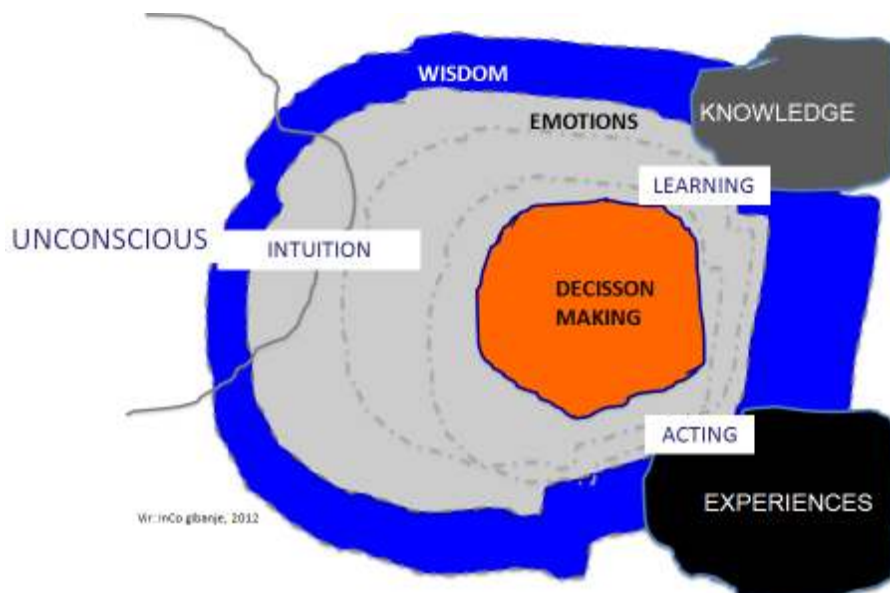 WISDOM
KNOWLEDGE
EMOTIONS
LEARNING
UNCONSCIOUS
INTUITION
DECISSON
MAKING
ACTING
EXPERIENCES
Vir: InCo gibanje, 2012